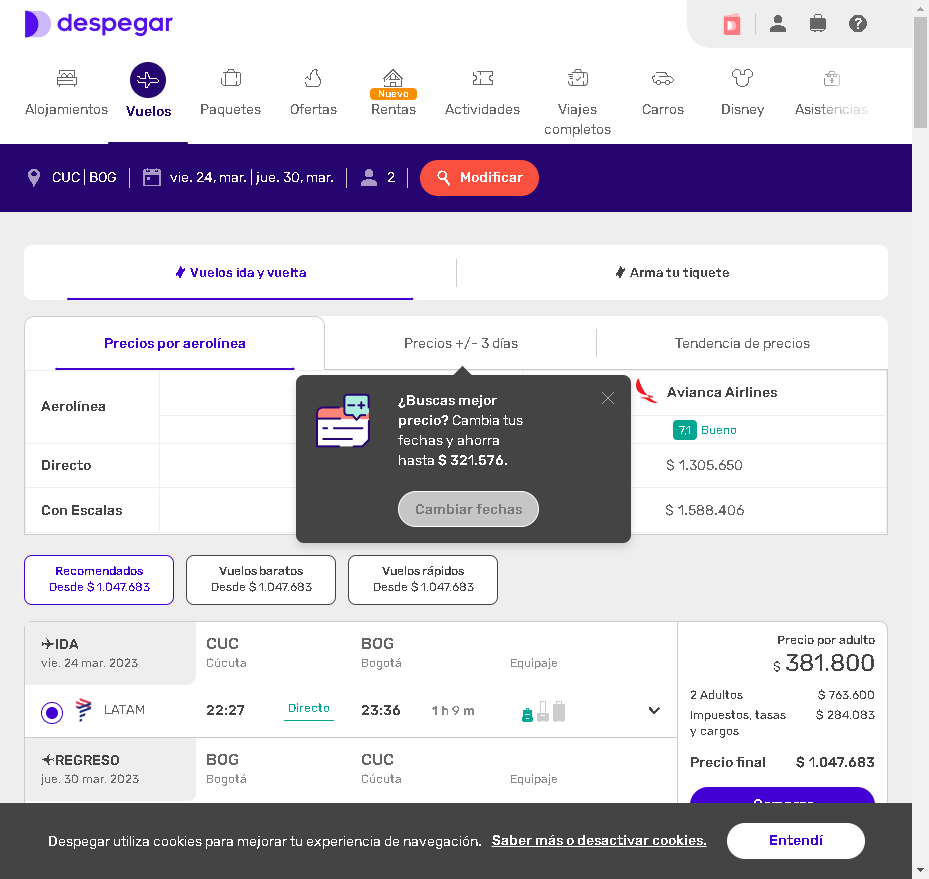 despegar
Alojamientos
Vuelos
Paquetes
Ofertas
Nuevo
Rentas
Actividades
Viajes
completos
Carros
Disney
Asistencias
CUC | BOG
vie. 24, mar. | jue. 30, mar.
2
Modificar
Vuelos ida y vuelta
Arma tu tiquete
Precios por aerolínea
Precios +/- 3 días
Tendencia de precios
Aerolínea
Avianca Airlines
7,1 Bueno
Directo
$ 1.305.650
Con Escalas
$ 1.588.406
¿Buscas mejor
precio? Cambia tus
fechas y ahorra
hasta $ 321.576.
Cambiar fechas
Recomendados
Desde $ 1.047.683
Vuelos baratos
Desde $ 1.047.683
Vuelos rápidos
Desde $ 1.047.683
IDA
vie. 24 mar. 2023
CUC
Cúcuta
BOG
Bogotá
Equipaje
LATAM
22:27
Directo
23:36
1 h 9 m
REGRESO
jue. 30 mar. 2023
BOG
Bogotá
CUC
Cúcuta
Equipaje
Precio por adulto
$ 381.800
2 Adultos $ 763.600
Impuestos, tasas $ 284.083
y cargos
Precio final $ 1.047.683
Despegar utiliza cookies para mejorar tu experiencia de navegación. Saber más o desactivar cookies.
Entendí